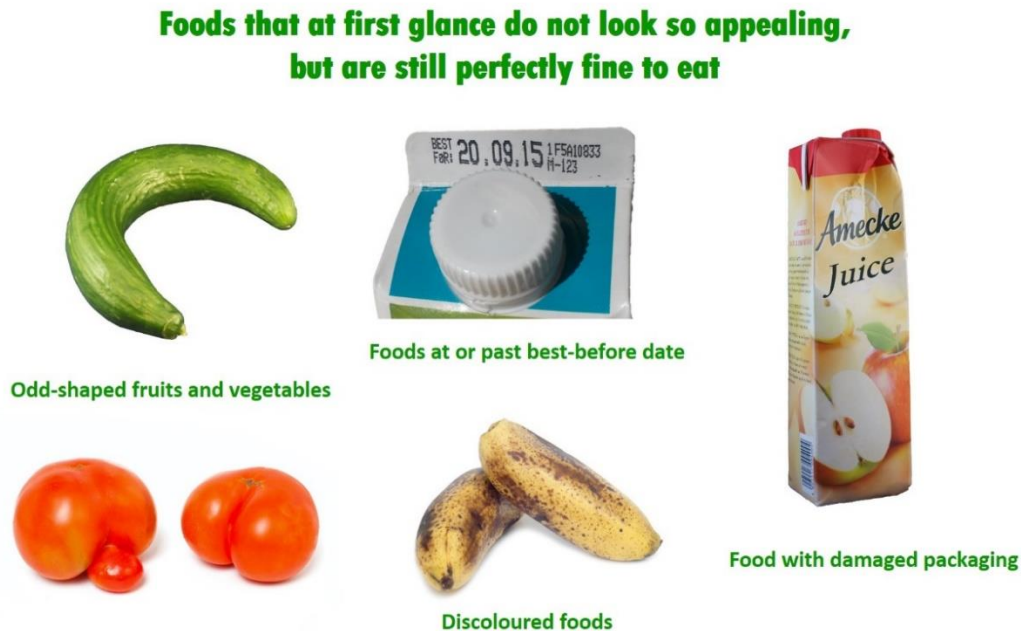 Foods that at first glance do not look so appealing,
but are still perfectly fine to eat
BEST 20.09.15 1F5A10833
M-123
Amecke
Juice
Foods at or past best-before date
Odd-shaped fruits and vegetables
Food with damaged packaging
Discoloured foods